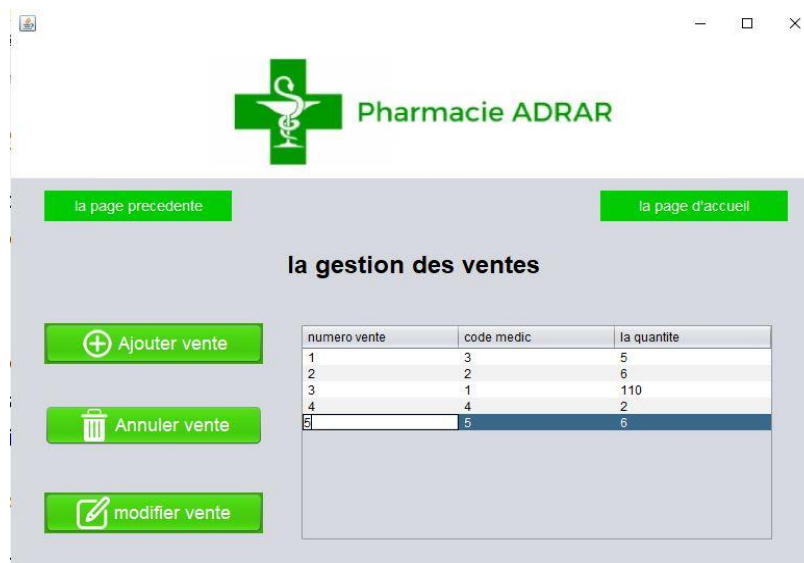 Pharmacie ADRAR
la page precedente la page d'accueil
la gestion des ventes
Ajouter vente
Annuler vente
modifier vente
numero vente code medic la quantite
1 3 5
2 2 6
3 1 110
4 4 2
5 5 6